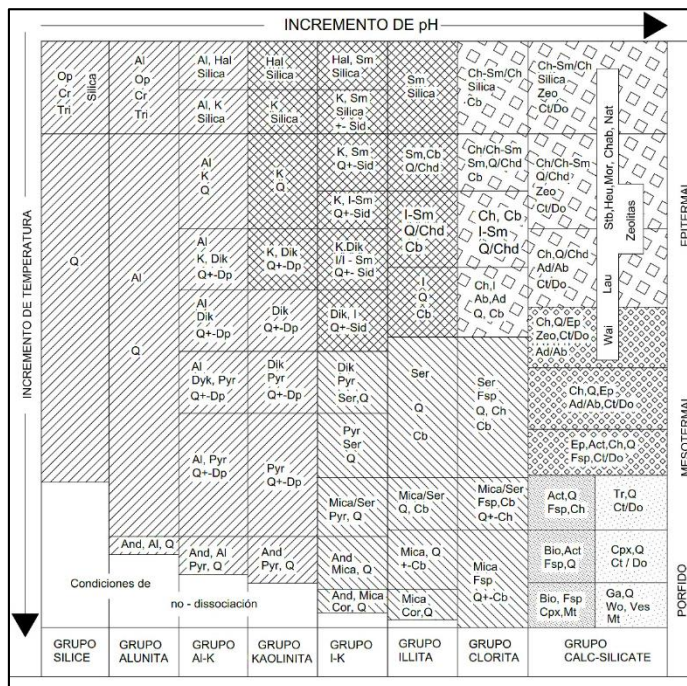 INCREMENTO DE pH
INCREMENTO DE TEMPERATURA
Op
Cr
Tri
Silica
Q
Al
Op
Cr
Tri
Al
Q
And, Al, Q
Condiciones de
no - dissociación
Al, Hal
Silica
Al, K
Silica
Al
K
Q
Al
K, Dik
Q+-Dp
Al
Dik
Q+-Dp
Al
Dyk, Pyr
Q+-Dp
Al, Pyr
Q+-Dp
And, Al
Pyr, Q
Hal
Silica
K
Silica
K
Q
K, Dik
Q+-Dp
Dik
Q+-Dp
Dik
Pyr
Q+-Dp
Pyr
Q+-Dp
And
Pyr, Q
Hal, Sm
Silica
K, Sm
Silica
+- Sid
K, Sm
Q+-Sid
K, I-Sm
Q+-Sid
K.Dik
I/I - Sm
Q+- Sid
Dik, I
Q+-Sid
Dik
Pyr
Ser,Q
Pyr
Ser
Q
Mica/Ser
Pyr, Q
And
Mica, Q
And, Mica
Cor, Q
Sm
Silica
Sm,Cb
Q/Chd
I-Sm
Q/Chd
Cb
I
Q
Cb
Ser
Q
Cb
Mica/Ser
Q, Cb
Mica, Q
+-Cb
Mica
Cor,Q
Ch-Sm/Ch
Silica
Cb
Ch/Ch-Sm
Sm,Q/Chd
Cb
Ch, Cb
I-Sm
Q/Chd
Ch,I
Ab,Ad
Q, Cb
Ser
Fsp
Q, Ch
Cb
Mica/Ser
Fsp,Cb
Q+-Ch
Mica
Fsp
Q+-Cb
Ch-Sm/Ch
Silica
Zeo
Ct/Do
Ch/Ch-Sm
Q/Chd
Zeo
Ct/Do
Ch,Q/Chd
Ad/Ab
Ct/Do
Ch,Q/Ep
Zeo,Ct/Do
Ad/Ab
Ch,Q,Ep
Ad/Ab,Ct/Do
Ep,Act,Ch,Q
Fsp,Ct/Do
Act,Q
Fsp,Ch
Tr,Q
Ct/Do
Bio,Act
Fsp,Q
Cpx,Q
Ct / Do
Bio, Fsp
Cpx,Mt
Ga,Q
Wo, Ves
Mt
Stb,Heu,Mor, Chab, Nat
Lau
Wai
Zeolitas
EPITERMAL
MESOTERMAL
PORFIDO
GRUPO
SILICE
GRUPO
ALUNITA
GRUPO
Al-K
GRUPO
KAOLINITA
GRUPO
I-K
GRUPO
ILLITA
GRUPO
CLORITA
GRUPO
CALC-SILICATE